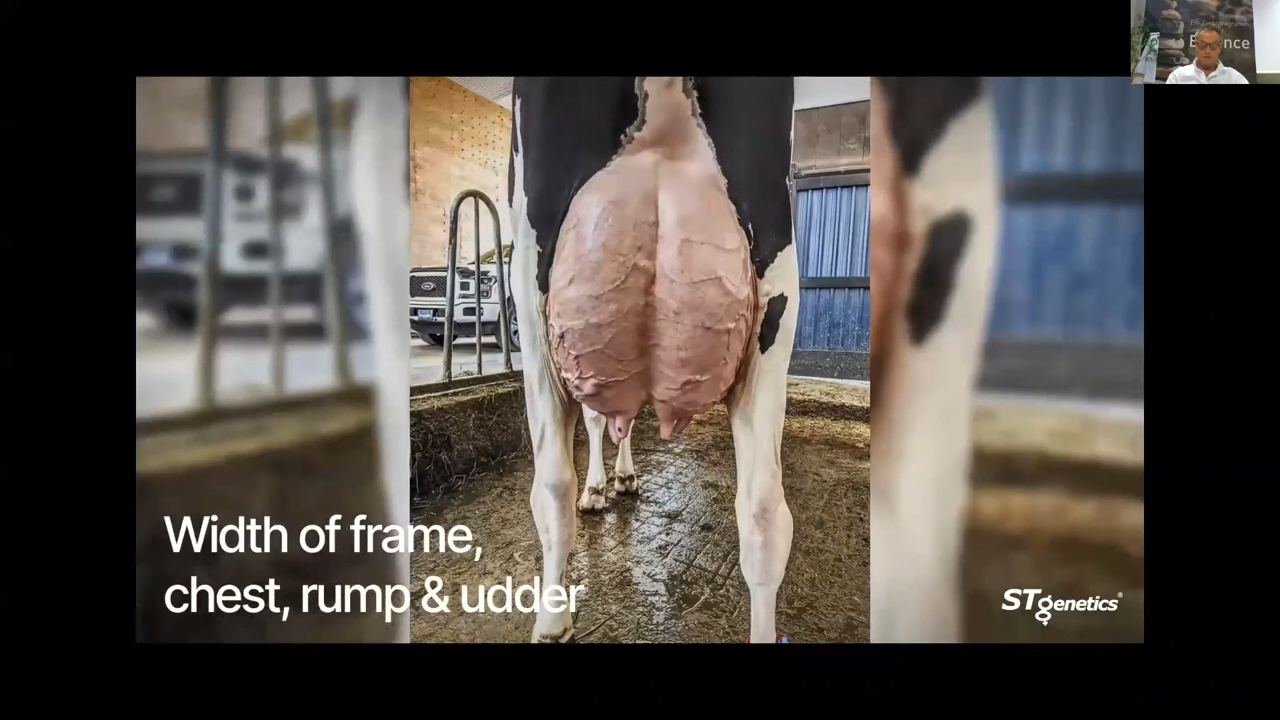 Width of frame,
chest, rump & udder
STgenetics®